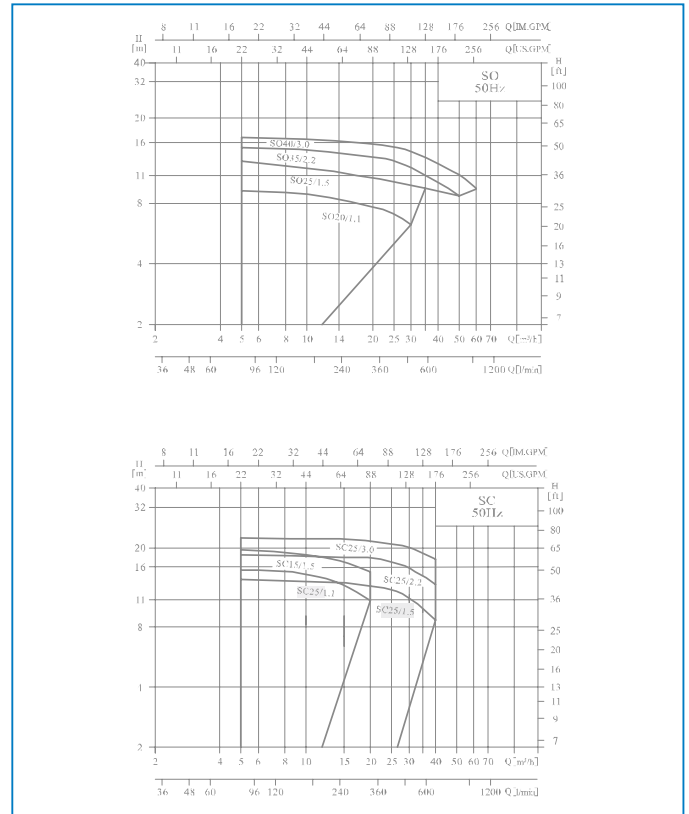 8 11 16 22 32 44 64 88 128 176 256 Q[IM.GPM]
H
[m]
11 16 22 32 44 64 88 128 176 256 Q[US.GPM]
H
[ft]
40
32
20
16
11
8
4
2
SO
50Hz
100
80
65
50
36
25
20
16
13
11
9
7
SO40/3.0
SO35/2.2
SO25/1.5
SO20/1.1
2 4 5 6 8 10 14 20 25 30 40 50 60 70 Q[m³/h]
36 48 60 96 120 240 360 600 1200 Q[l/min]
8 11 16 22 32 44 64 88 128 176 256 Q[IM.GPM]
H
[m]
11 16 22 32 44 64 88 128 176 256 Q[US.GPM]
H
[ft]
40
32
20
16
11
8
1
2
SC
50Hz
100
80
65
50
36
25
20
16
13
11
9
7
SC25/3.0
SC15/1.5
SC25/2.2
SC25/1.1
SC25/1.5
2 4 5 6 8 10 15 20 25 30 40 50 60 70 Q[m³/h]
36 48 60 96 120 240 360 600 1200 Q[l/min]